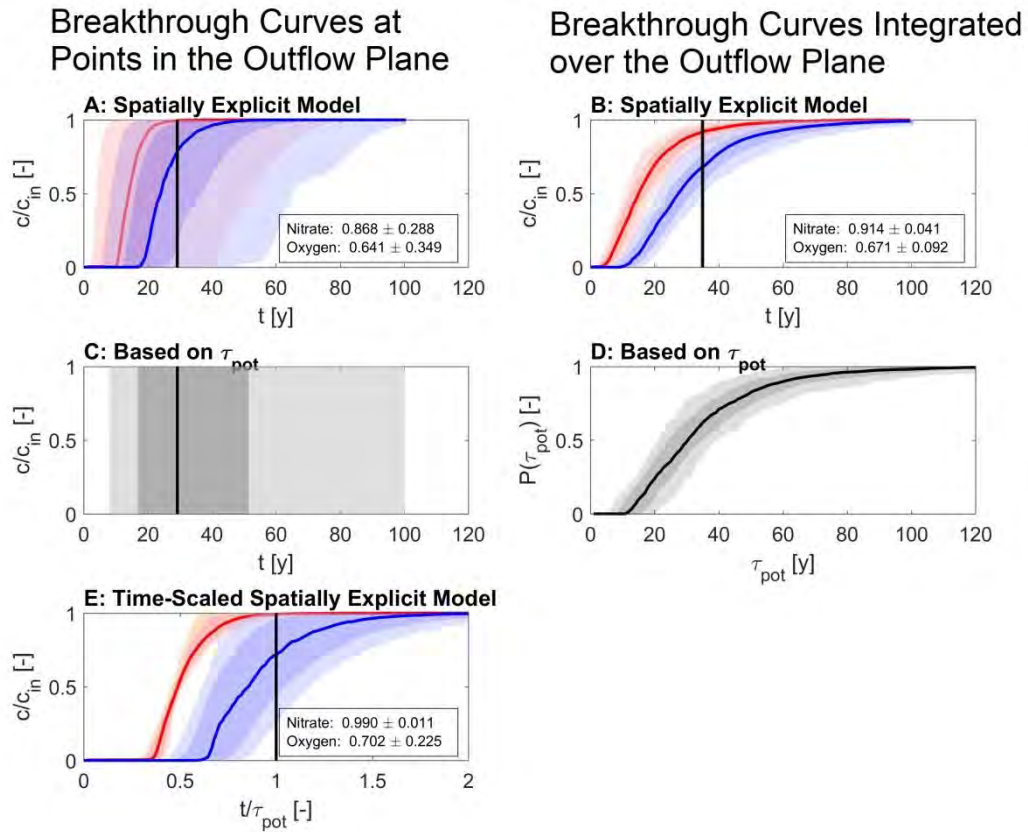 Breakthrough Curves at
Points in the Outflow Plane
Breakthrough Curves Integrated
over the Outflow Plane
A: Spatially Explicit Model
1
0.5
0
c/c_in [-]
Nitrate: 0.868 ± 0.288
Oxygen: 0.641 ± 0.349
0 20 40 60 80 100 120
t [y]
B: Spatially Explicit Model
1
0.5
0
c/c_in [-]
Nitrate: 0.914 ± 0.041
Oxygen: 0.671 ± 0.092
0 20 40 60 80 100 120
t [y]
C: Based on τ_pot
1
0.5
0
c/c_in [-]
0 20 40 60 80 100 120
t [y]
D: Based on τ_pot
1
0.5
0
P(τ_pot) [-]
0 20 40 60 80 100 120
τ_pot [y]
E: Time-Scaled Spatially Explicit Model
1
0.5
0
c/c_in [-]
Nitrate: 0.990 ± 0.011
Oxygen: 0.702 ± 0.225
0 0.5 1 1.5 2
t/τ_pot [-]